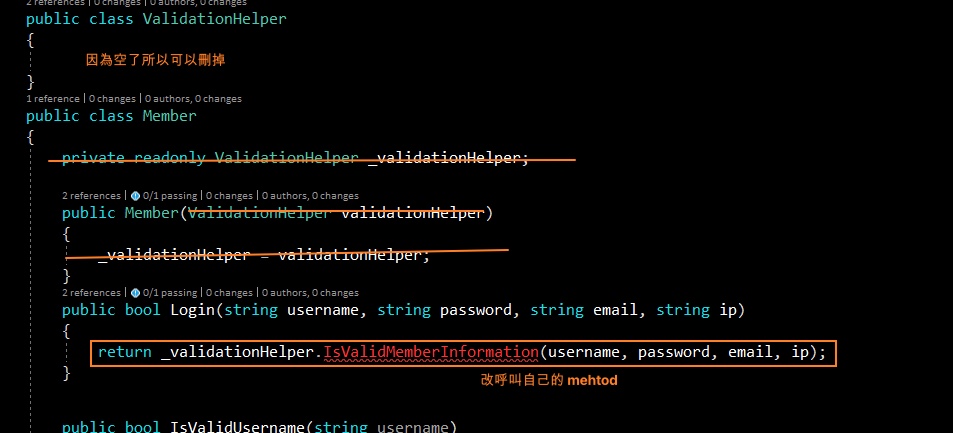 2 references | 0 changes | 0 authors, 0 changes
public class ValidationHelper
{
因為空了所以可以刪掉
}
1 reference | 0 changes | 0 authors, 0 changes
public class Member
{
private readonly ValidationHelper _validationHelper;
2 references | 0/1 passing | 0 changes | 0 authors, 0 changes
public Member(ValidationHelper validationHelper)
{
_validationHelper = validationHelper;
}
2 references | 0/1 passing | 0 changes | 0 authors, 0 changes
public bool Login(string username, string password, string email, string ip)
{
return _validationHelper.IsValidMemberInformation(username, password, email, ip);
}
改呼叫自己的 mehtod
public bool IsValidUsername(string username)